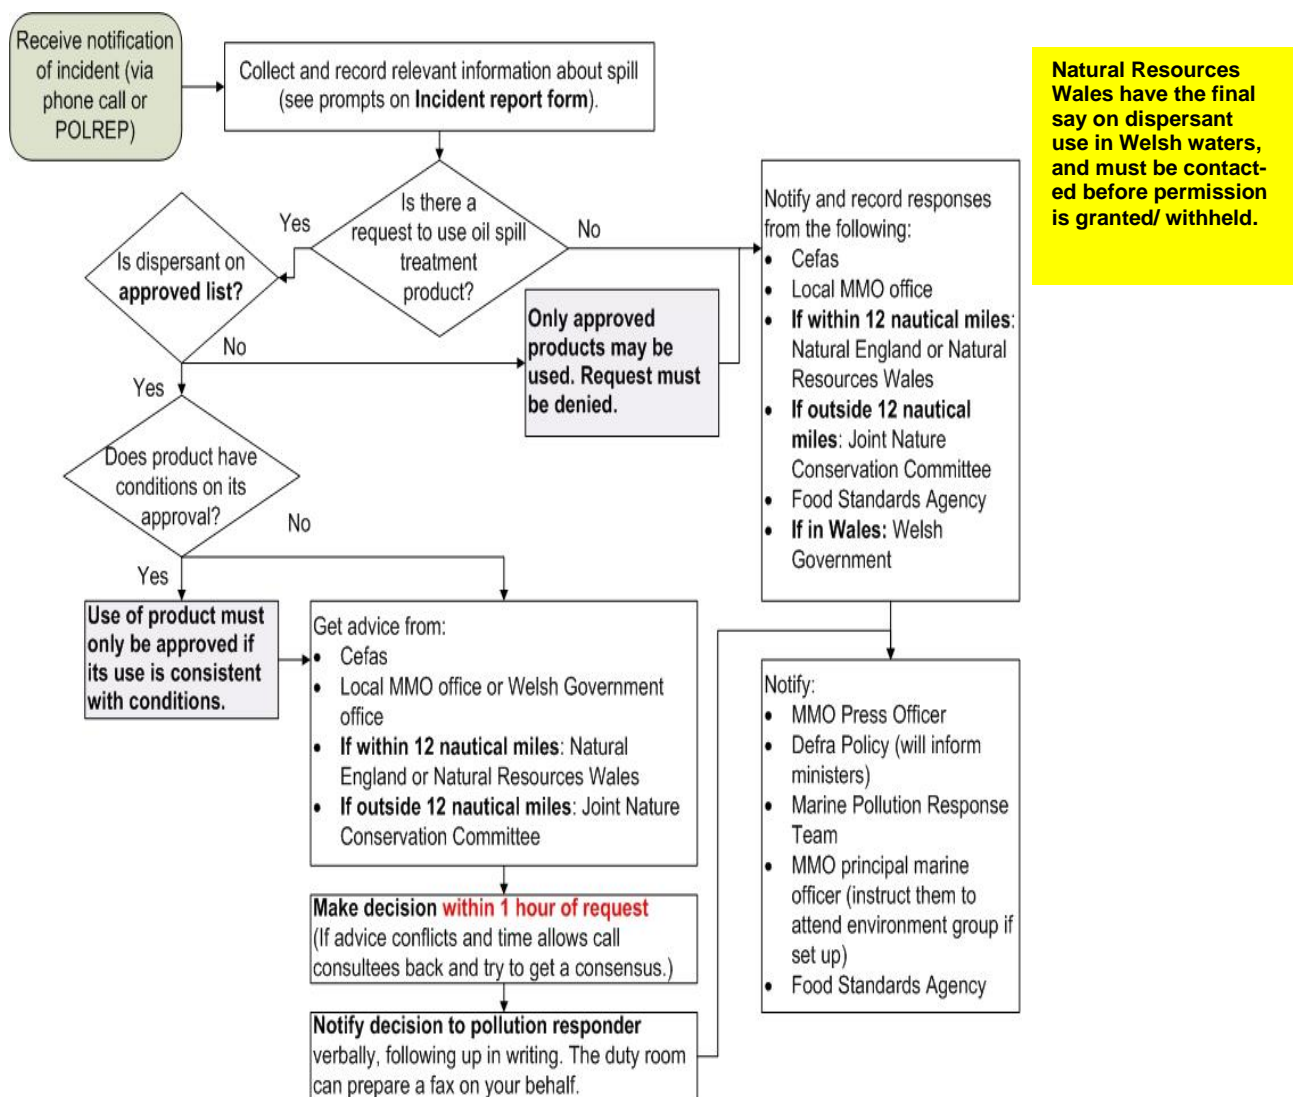 Receive notification
of incident (via
phone call or
POLREP)
Collect and record relevant information about spill
(see prompts on Incident report form).
Natural Resources
Wales have the final
say on dispersant
use in Welsh waters,
and must be contact-
ed before permission
is granted/ withheld.
Is there a
request to use oil spill
treatment
product?
Yes
No
Is dispersant on
approved list?
No
Yes
Only approved
products may be
used. Request must
be denied.
Notify and record responses
from the following:
• Cefas
• Local MMO office
• If within 12 nautical miles:
Natural England or Natural
Resources Wales
• If outside 12 nautical
miles: Joint Nature
Conservation Committee
• Food Standards Agency
• If in Wales: Welsh
Government
Does product have
conditions on its
approval?
No
Yes
Use of product must
only be approved if
its use is consistent
with conditions.
Get advice from:
• Cefas
• Local MMO office or Welsh Government
office
• If within 12 nautical miles: Natural
England or Natural Resources Wales
• If outside 12 nautical miles: Joint Nature
Conservation Committee
Make decision within 1 hour of request
(If advice conflicts and time allows call
consultees back and try to get a consensus.)
Notify decision to pollution responder
verbally, following up in writing. The duty room
can prepare a fax on your behalf.
Notify:
• MMO Press Officer
• Defra Policy (will inform
ministers)
• Marine Pollution Response
Team
• MMO principal marine
officer (instruct them to
attend environment group if
set up)
• Food Standards Agency